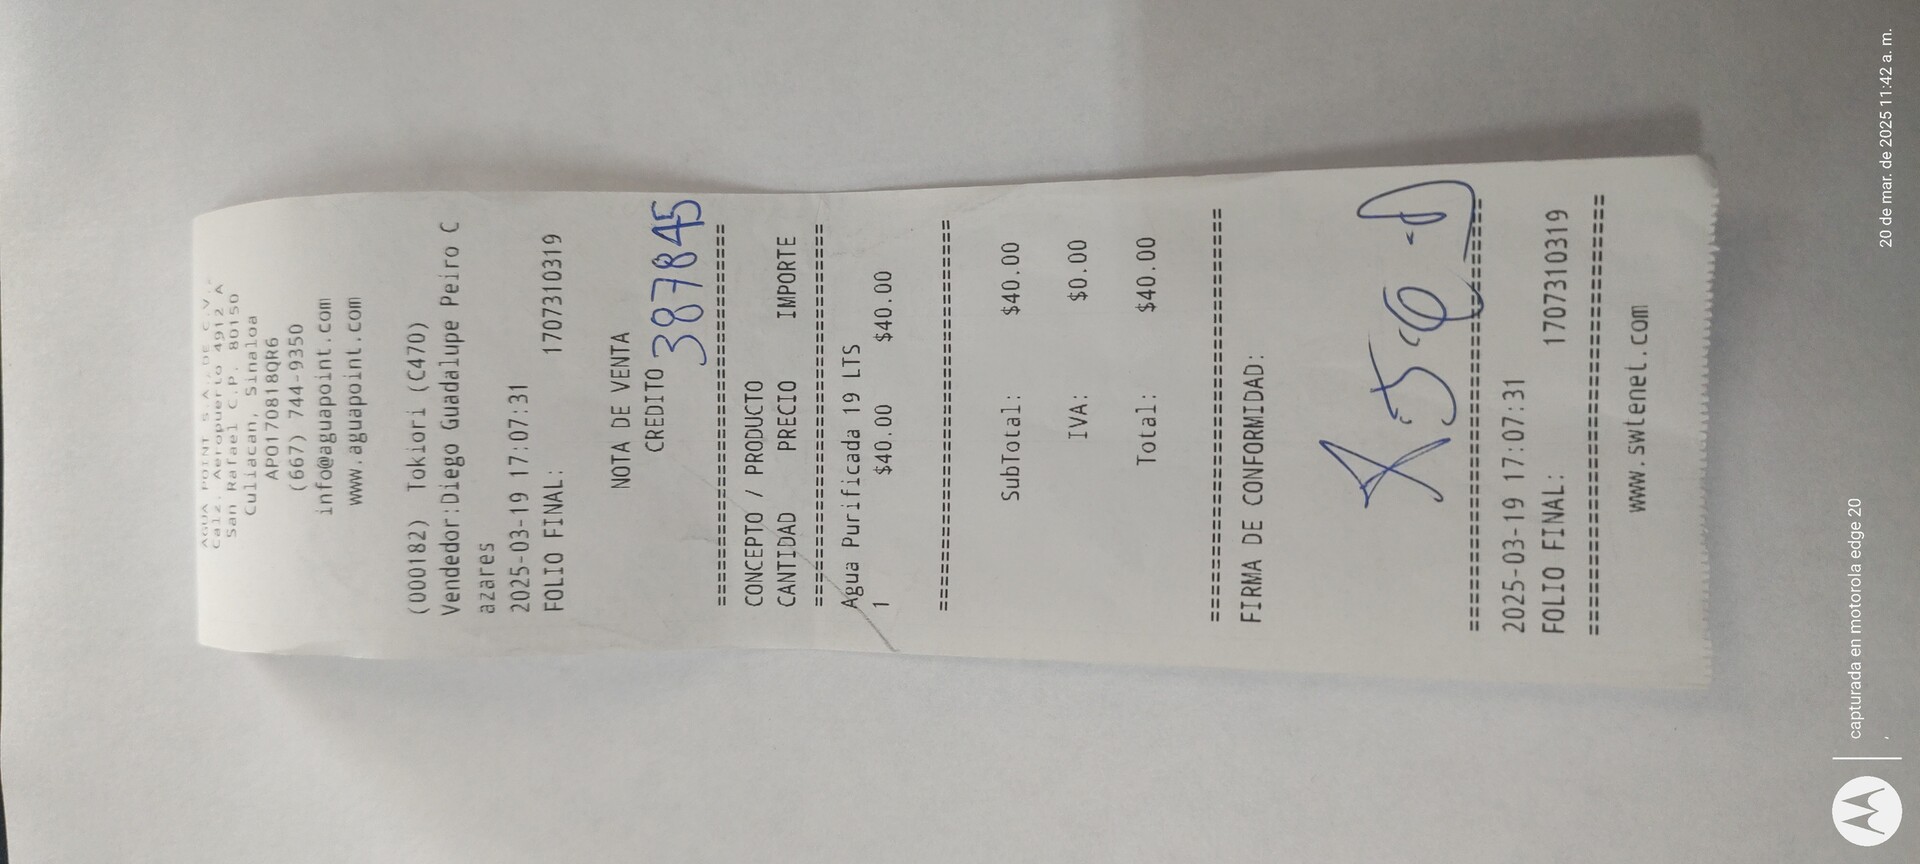 AGUA POINT S.A. DE C.V.
Calz. Aeropuerto 4912 A
San Rafael C.P. 80150
Culiacan, Sinaloa
APO170818QR6
(667) 744-9350
info@aguapoint.com
www.aguapoint.com
(000182) Tokiori (C470)
Vendedor:Diego Guadalupe Peiro C
azares
2025-03-19 17:07:31
FOLIO FINAL: 1707310319
NOTA DE VENTA
CREDITO 387845
================================
CONCEPTO / PRODUCTO
CANTIDAD PRECIO IMPORTE
================================
Agua Purificada 19 LTS
1 $40.00 $40.00
================================
SubTotal: $40.00
IVA: $0.00
Total: $40.00
================================
FIRMA DE CONFORMIDAD:
================================
2025-03-19 17:07:31
FOLIO FINAL: 1707310319
================================
www.swtenet.com
capturada en motorola edge 20
20 de mar. de 2025 11:42 a. m.